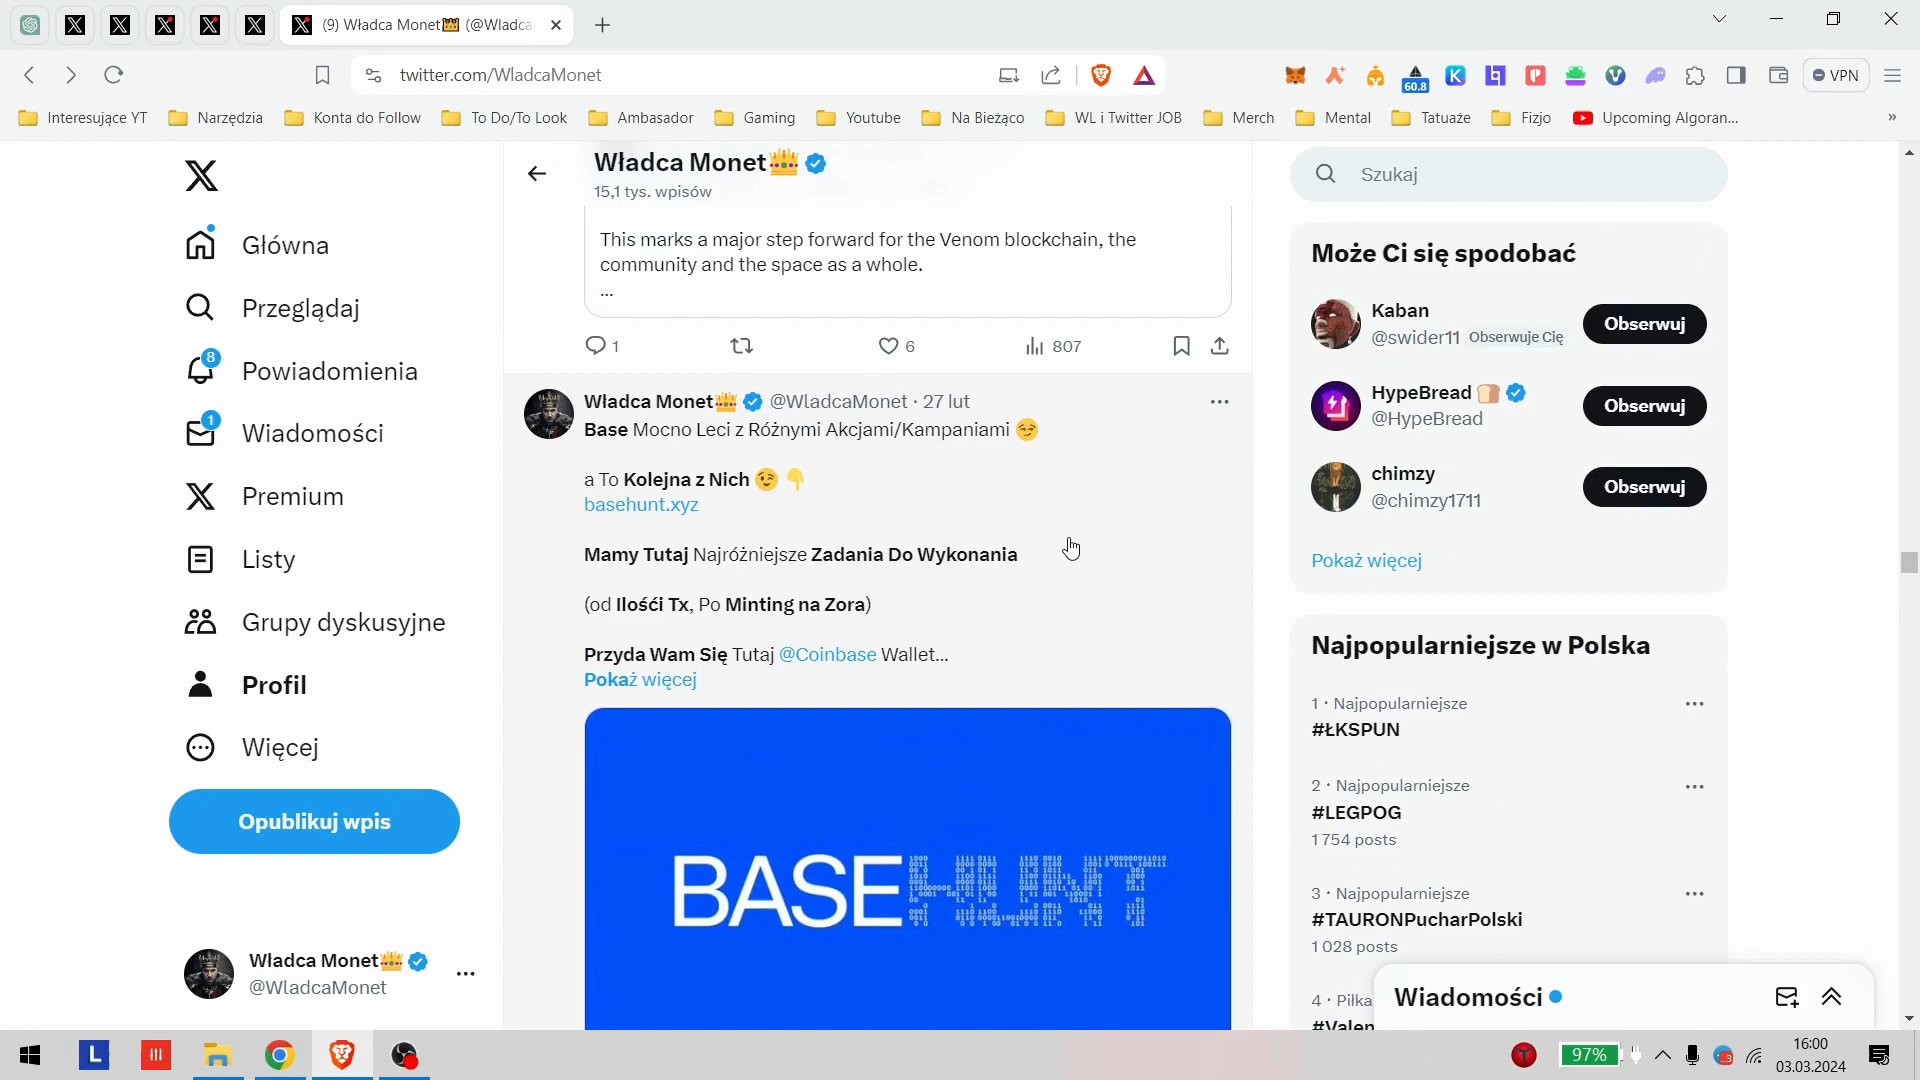 (9) Władca Monet👑 (@Wladca
twitter.com/WladcaMonet
60.8
VPN
Interesujące YT
Narzędzia
Konta do Follow
To Do/To Look
Ambasador
Gaming
Youtube
Na Bieżąco
WL i Twitter JOB
Merch
Mental
Tatuaże
Fizjo
Upcoming Algoran...
»
Główna
Przeglądaj
8
Powiadomienia
1
Wiadomości
Premium
Listy
Grupy dyskusyjne
Profil
Więcej
Opublikuj wpis
Władca Monet👑
@WladcaMonet
Władca Monet👑
15,1 tys. wpisów
This marks a major step forward for the Venom blockchain, the
community and the space as a whole.
...
1
6
807
Władca Monet👑 @WladcaMonet · 27 lut
Base Mocno Leci z Różnymi Akcjami/Kampaniami 😏
a To Kolejna z Nich 😉 👇
basehunt.xyz
Mamy Tutaj Najróżniejsze Zadania Do Wykonania
(od Ilośći Tx, Po Minting na Zora)
Przyda Wam Się Tutaj @Coinbase Wallet...
Pokaż więcej
BASEHUNT
Szukaj
Może Ci się spodobać
Kaban
@swider11 Obserwuje Cię
Obserwuj
HypeBread🍞
@HypeBread
Obserwuj
chimzy
@chimzy1711
Obserwuj
Pokaż więcej
Najpopularniejsze w Polska
1 · Najpopularniejsze
#ŁKSPUN
2 · Najpopularniejsze
#LEGPOG
1 754 posts
3 · Najpopularniejsze
#TAURONPucharPolski
1 028 posts
4 · Piłka
#Valen
Wiadomości
L
97%
16:00
03.03.2024